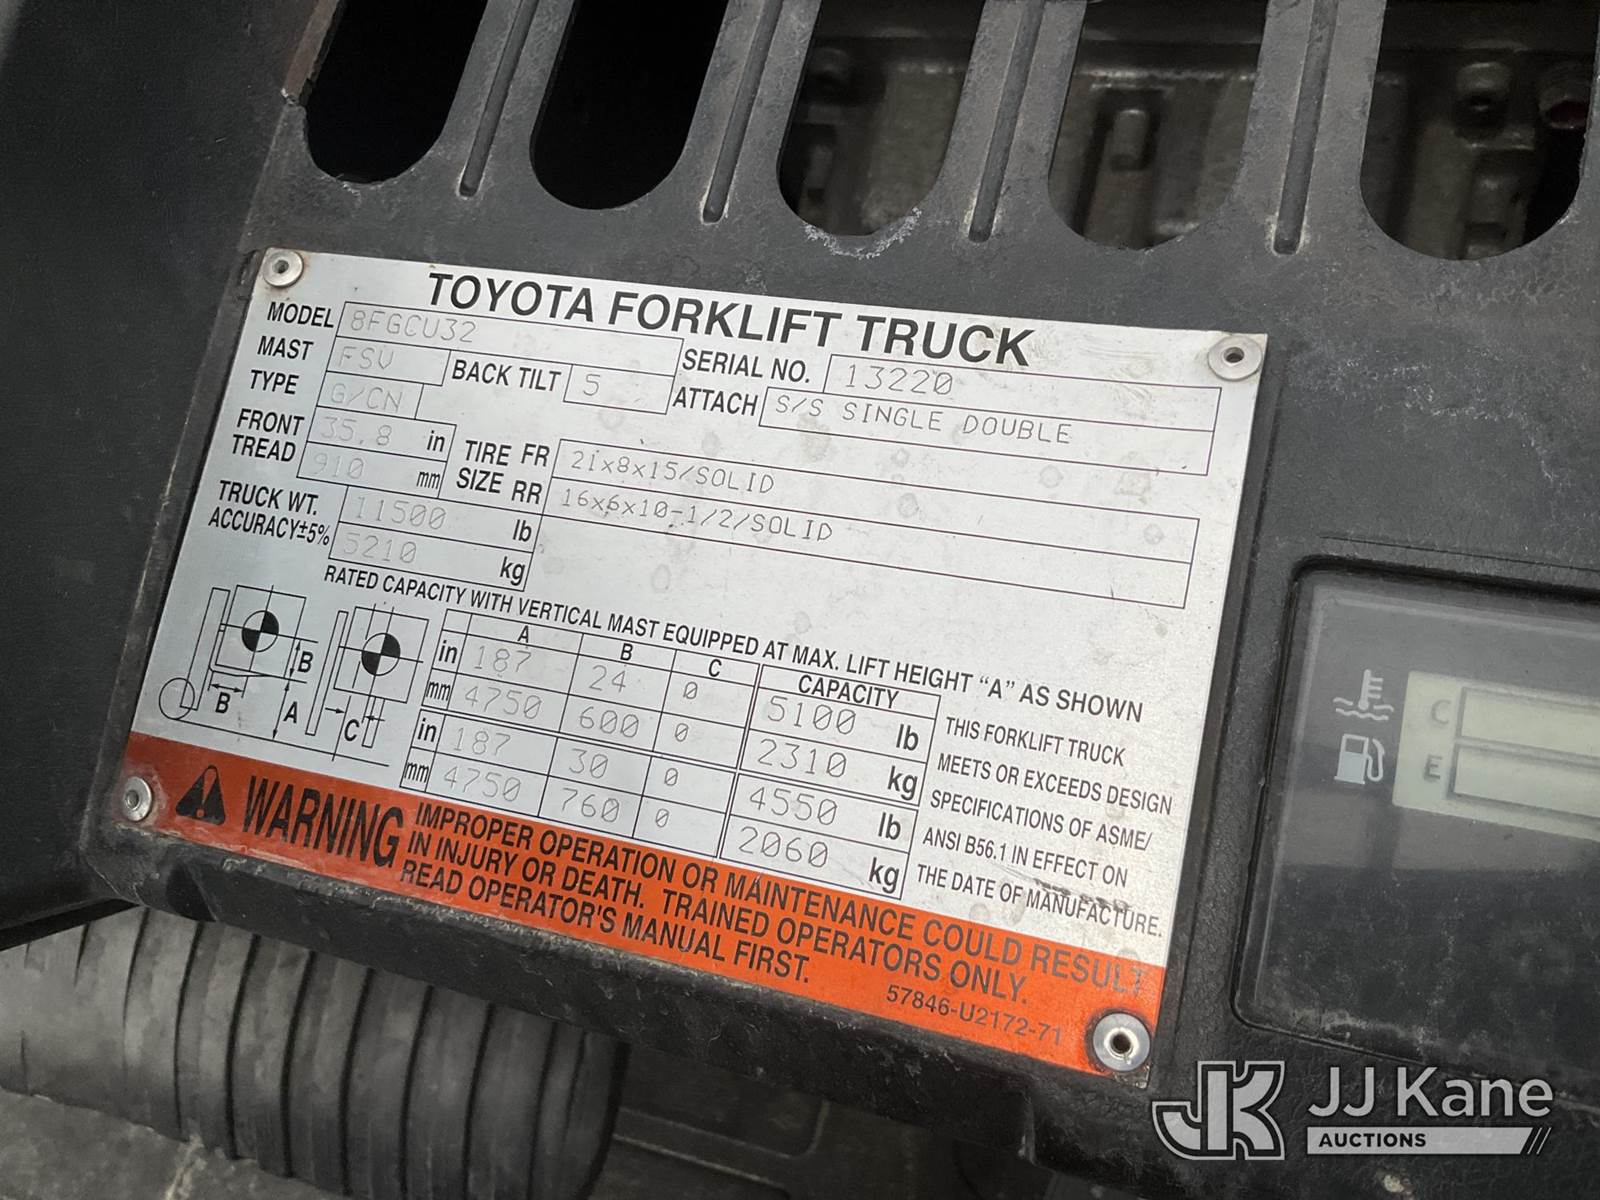 TOYOTA FORKLIFT TRUCK
MODEL 8FGCU32 SERIAL NO. 13220
MAST FSV BACK TILT 5 ATTACH S/S SINGLE DOUBLE
TYPE G/CN
FRONT TREAD 35.8 in 910 mm
TIRE SIZE FR 21x8x15/SOLID
RR 16x6x10-1/2/SOLID
TRUCK WT. 11500 lb
ACCURACY±5% 5210 kg
RATED CAPACITY WITH VERTICAL MAST EQUIPPED AT MAX. LIFT HEIGHT "A" AS SHOWN
A B C CAPACITY
in 187 24 0 5100 lb
mm 4750 600 0 2310 kg
in 187 30 0 4550 lb
mm 4750 760 0 2060 kg
B B A C
THIS FORKLIFT TRUCK
MEETS OR EXCEEDS DESIGN
SPECIFICATIONS OF ASME/
ANSI B56.1 IN EFFECT ON
THE DATE OF MANUFACTURE.
WARNING
IMPROPER OPERATION OR MAINTENANCE COULD RESULT
IN INJURY OR DEATH. TRAINED OPERATORS ONLY.
READ OPERATOR'S MANUAL FIRST.
57846-U2172-71
C
E
JK JJ Kane
AUCTIONS